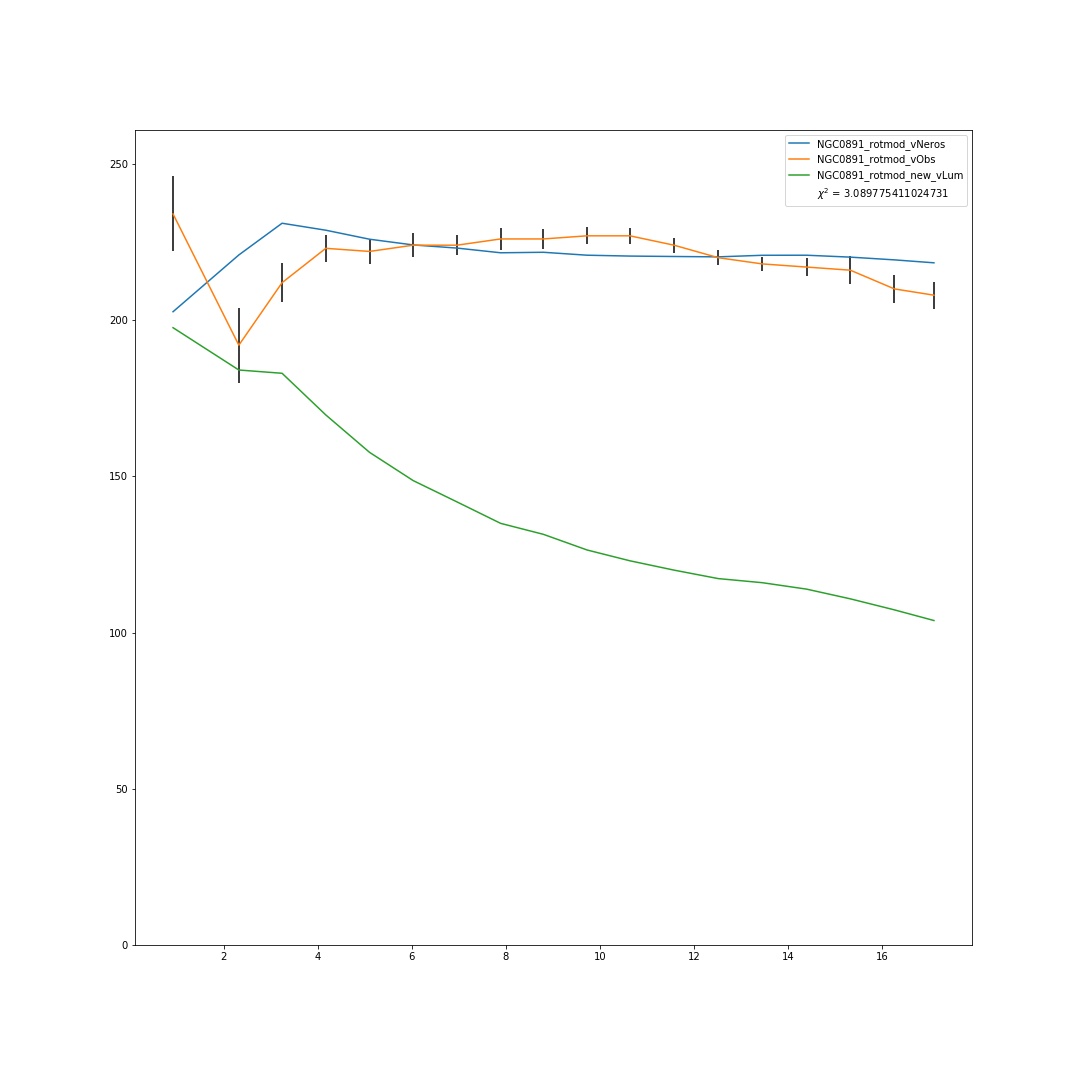 NGC0891_rotmod_vNeros
NGC0891_rotmod_vObs
NGC0891_rotmod_new_vLum
χ² = 3.089775411024731
250
200
150
100
50
0
2 4 6 8 10 12 14 16